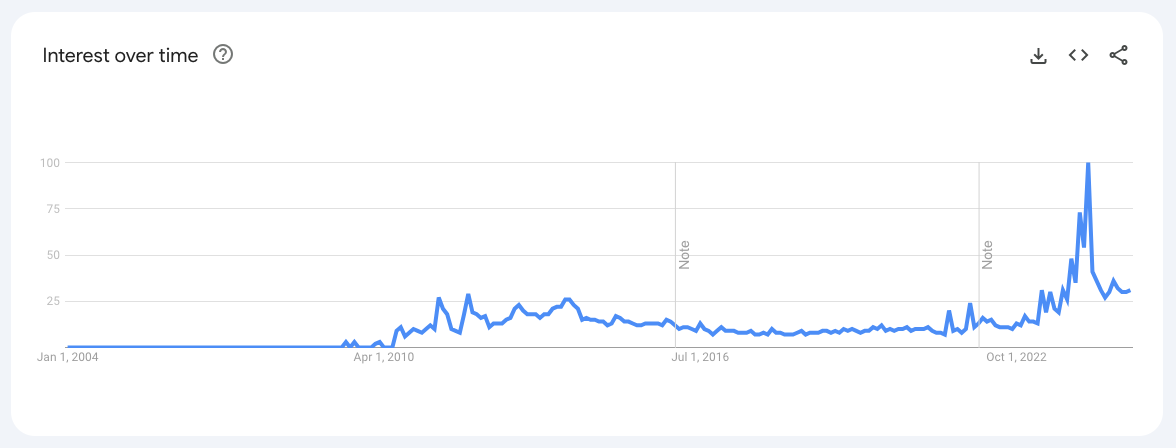 Interest over time
100
75
50
25
Note
Note
Jan 1, 2004
Apr 1, 2010
Jul 1, 2016
Oct 1, 2022